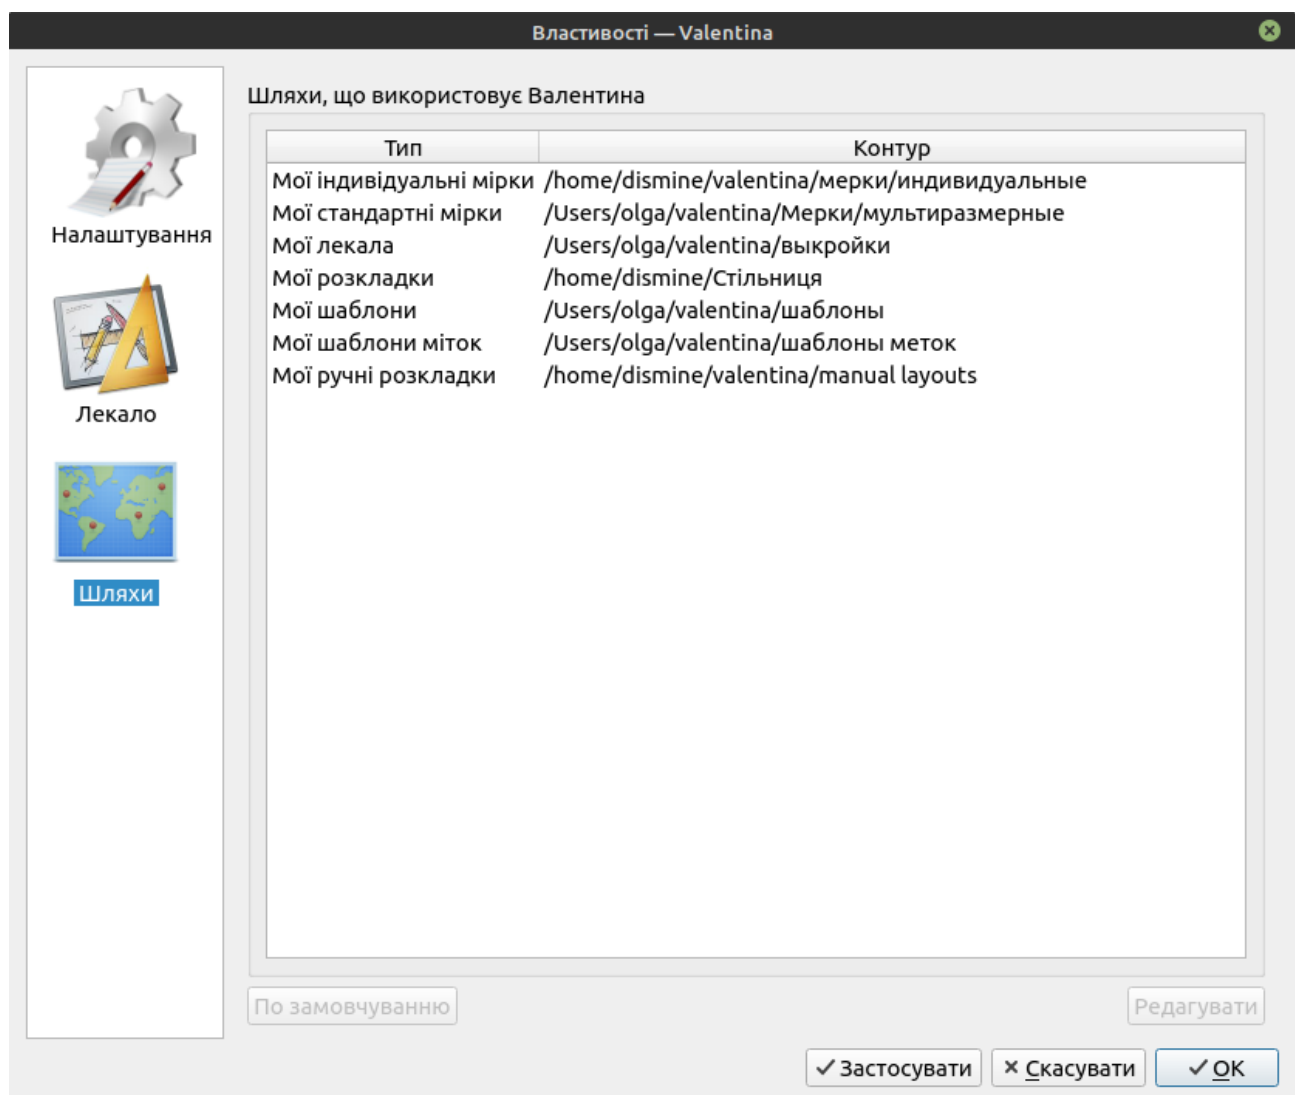 Властивості — Valentina
Налаштування
Лекало
Шляхи
Шляхи, що використовує Валентина
Тип Контур
Мої індивідуальні мірки /home/dismine/valentina/мерки/индивидуальные
Мої стандартні мірки /Users/olga/valentina/Мерки/мультиразмерные
Мої лекала /Users/olga/valentina/выкройки
Мої розкладки /home/dismine/Стільниця
Мої шаблони /Users/olga/valentina/шаблоны
Мої шаблони міток /Users/olga/valentina/шаблоны меток
Мої ручні розкладки /home/dismine/valentina/manual layouts
По замовчуванню Редагувати
Застосувати Скасувати OK